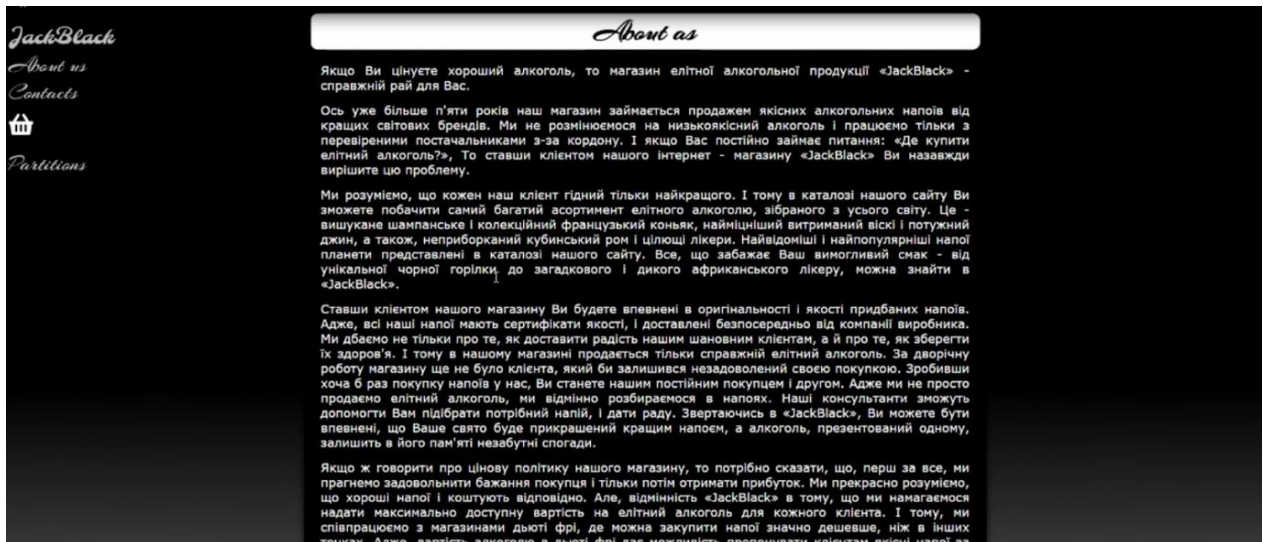 JackBlack
About us
Contacts
Partitions
About as
Якщо Ви цінуєте хороший алкоголь, то магазин елітної алкогольної продукції «JackBlack» -
справжній рай для Вас.
Ось уже більше п'яти років наш магазин займається продажем якісних алкогольних напоїв від
кращих світових брендів. Ми не розмінюємося на низькоякісний алкоголь і працюємо тільки з
перевіреними постачальниками з-за кордону. І якщо Вас постійно займає питання: «Де купити
елітний алкоголь?», То ставши клієнтом нашого інтернет - магазину «JackBlack» Ви назавжди
вирішите цю проблему.
Ми розуміємо, що кожен наш клієнт гідний тільки найкращого. І тому в каталозі нашого сайту Ви
зможете побачити самий багатий асортимент елітного алкоголю, зібраного з усього світу. Це -
вишукане шампанське і колекційний французький коньяк, найміцніший витриманий віскі і потужний
джин, а також, неприборканий кубинський ром і цілющі лікери. Найвідоміші і найпопулярніші напої
планети представлені в каталозі нашого сайту. Все, що забажає Ваш вимогливий смак - від
унікальної чорної горілки до загадкового і дикого африканського лікеру, можна знайти в
«JackBlack».
Ставши клієнтом нашого магазину Ви будете впевнені в оригінальності і якості придбаних напоїв.
Адже, всі наші напої мають сертифікати якості, і доставлені безпосередньо від компанії виробника.
Ми дбаємо не тільки про те, як доставити радість нашим шановним клієнтам, а й про те, як зберегти
їх здоров'я. І тому в нашому магазині продається тільки справжній елітний алкоголь. За дворічну
роботу магазину ще не було клієнта, який би залишився незадоволений своєю покупкою. Зробивши
хоча б раз покупку напоїв у нас, Ви станете нашим постійним покупцем і другом. Адже ми не просто
продаємо елітний алкоголь, ми відмінно розбираємося в напоях. Наші консультанти зможуть
допомогти Вам підібрати потрібний напій, і дати раду. Звертаючись в «JackBlack», Ви можете бути
впевнені, що Ваше свято буде прикрашений кращим напоєм, а алкоголь, презентований одному,
залишить в його пам'яті незабутні спогади.
Якщо ж говорити про цінову політику нашого магазину, то потрібно сказати, що, перш за все, ми
прагнемо задовольнити бажання покупця і тільки потім отримати прибуток. Ми прекрасно розуміємо,
що хороші напої і коштують відповідно. Але, відмінність «JackBlack» в тому, що ми намагаємося
надати максимально доступну вартість на елітний алкоголь для кожного клієнта. І тому, ми
співпрацюємо з магазинами дьюті фрі, де можна закупити напої значно дешевше, ніж в інших
точках. Адже, вартість алкоголю в дьюті фрі дає можливість пропонувати клієнтам якісні напої за